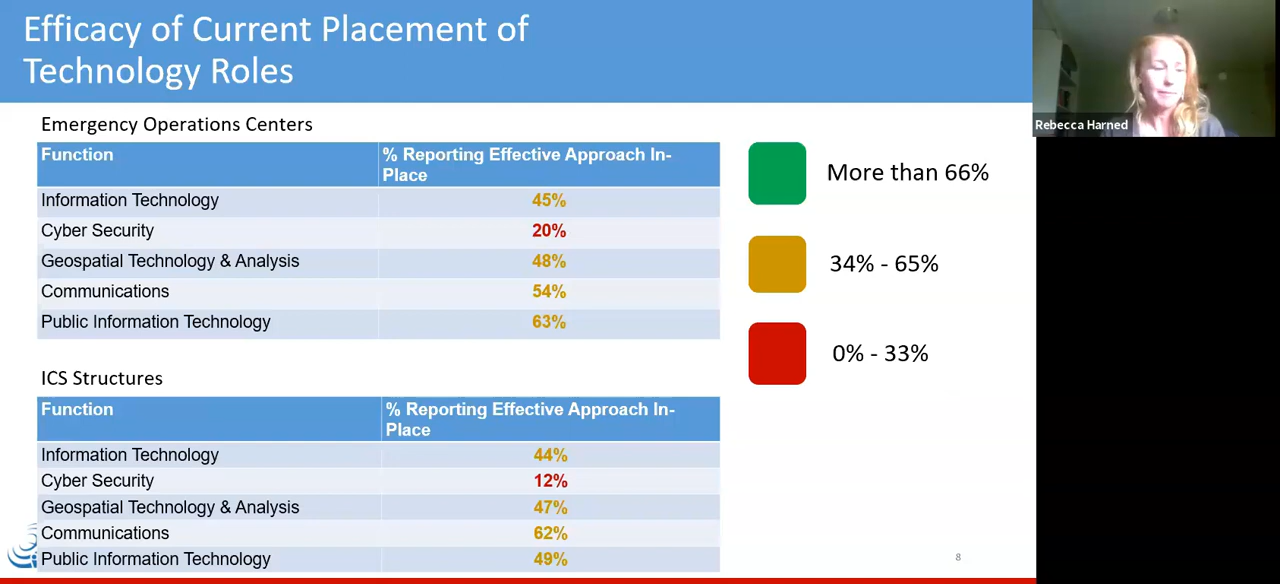 Efficacy of Current Placement of
Technology Roles
Rebecca Harned
Emergency Operations Centers
Function % Reporting Effective Approach In-
Place
Information Technology 45%
Cyber Security 20%
Geospatial Technology & Analysis 48%
Communications 54%
Public Information Technology 63%
More than 66%
34% - 65%
0% - 33%
ICS Structures
Function % Reporting Effective Approach In-
Place
Information Technology 44%
Cyber Security 12%
Geospatial Technology & Analysis 47%
Communications 62%
Public Information Technology 49%
8